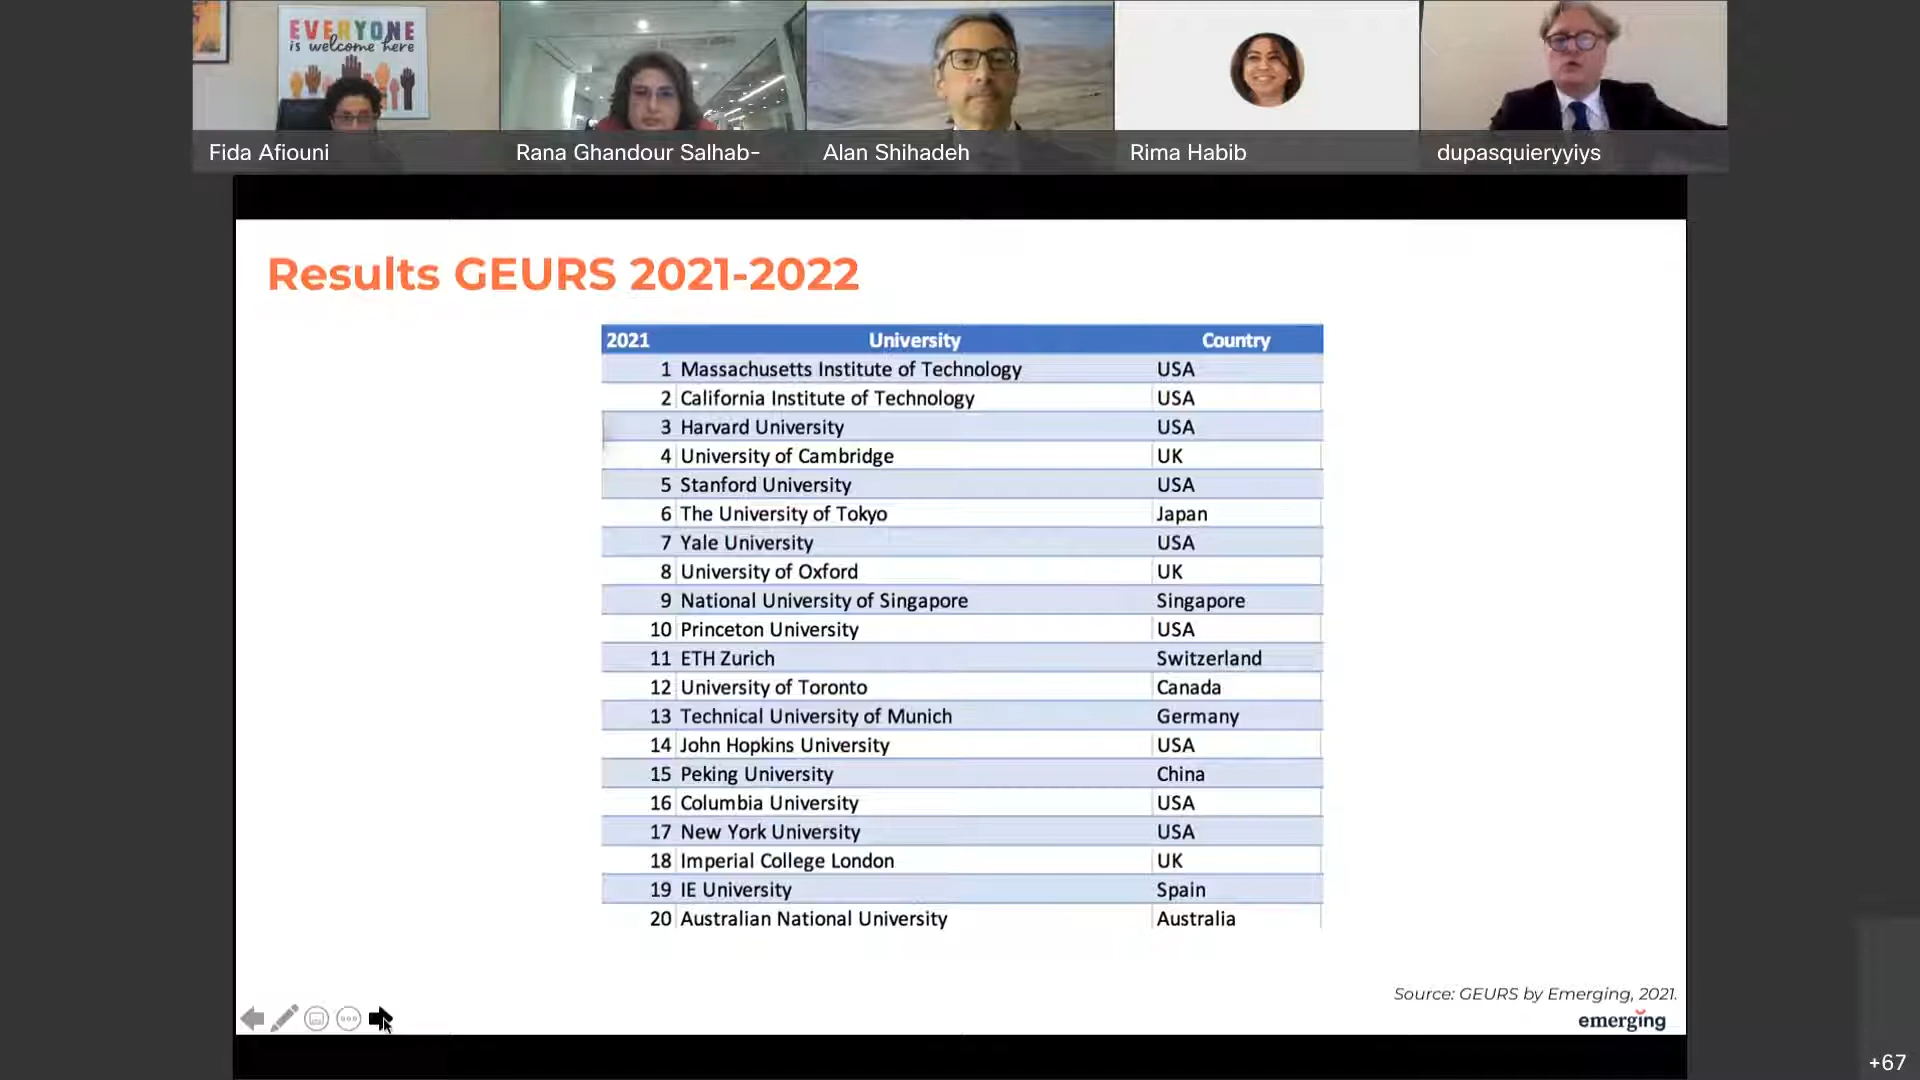 EVERYONE
is welcome here
Fida Afiouni
Rana Ghandour Salhab-
Alan Shihadeh
Rima Habib
dupasquieryyiys
Results GEURS 2021-2022
2021 University Country
1 Massachusetts Institute of Technology USA
2 California Institute of Technology USA
3 Harvard University USA
4 University of Cambridge UK
5 Stanford University USA
6 The University of Tokyo Japan
7 Yale University USA
8 University of Oxford UK
9 National University of Singapore Singapore
10 Princeton University USA
11 ETH Zurich Switzerland
12 University of Toronto Canada
13 Technical University of Munich Germany
14 John Hopkins University USA
15 Peking University China
16 Columbia University USA
17 New York University USA
18 Imperial College London UK
19 IE University Spain
20 Australian National University Australia
Source: GEURS by Emerging, 2021.
emerging
+67